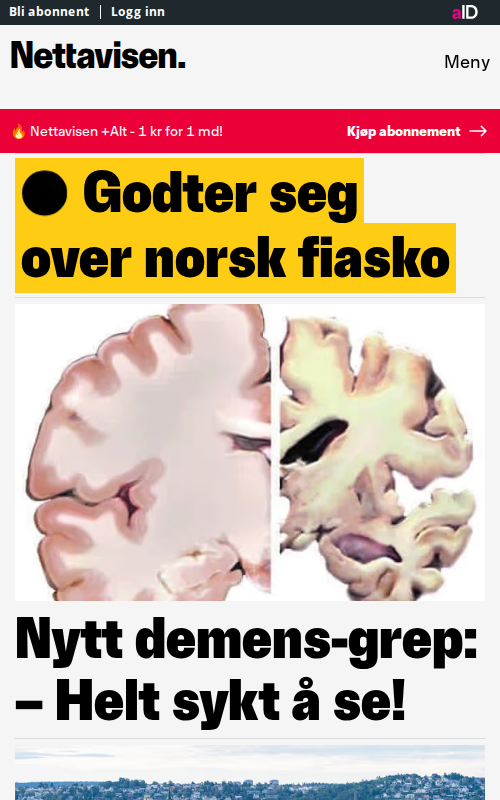 Bli abonnent | Logg inn
aID
Nettavisen.
Meny
🔥 Nettavisen +Alt - 1 kr for 1 md!
Kjøp abonnement →
● Godter seg
over norsk fiasko
Nytt demens-grep:
– Helt sykt å se!